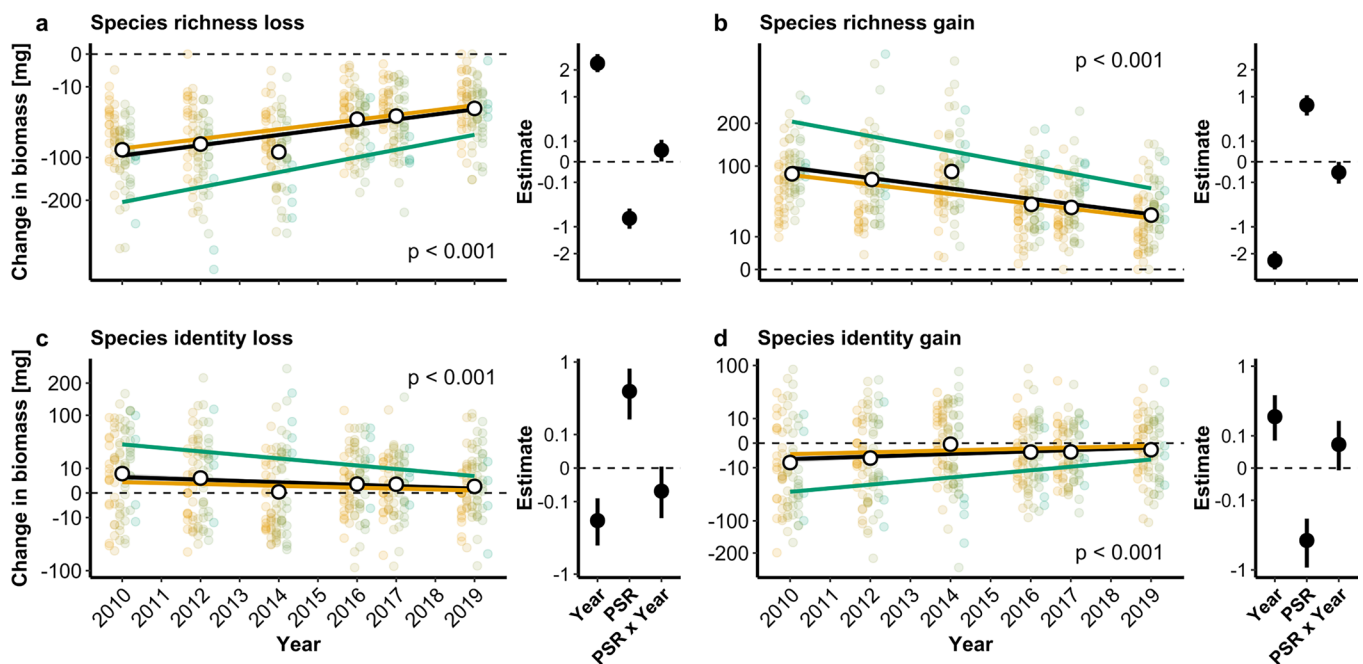 a Species richness loss
Change in biomass [mg]
0
-10
-100
-200
p < 0.001
Estimate
2
1
0.1
0
-0.1
-1
-2
b Species richness gain
200
100
10
0
p < 0.001
Estimate
2
1
0.1
0
-0.1
-1
-2
c Species identity loss
Change in biomass [mg]
200
100
10
0
-10
-100
p < 0.001
2010 2011 2012 2013 2014 2015 2016 2017 2018 2019
Year
Estimate
1
0.1
0
-0.1
-1
Year PSR PSR x Year
d Species identity gain
100
10
0
-10
-100
-200
p < 0.001
2010 2011 2012 2013 2014 2015 2016 2017 2018 2019
Year
Estimate
1
0.1
0
-0.1
-1
Year PSR PSR x Year